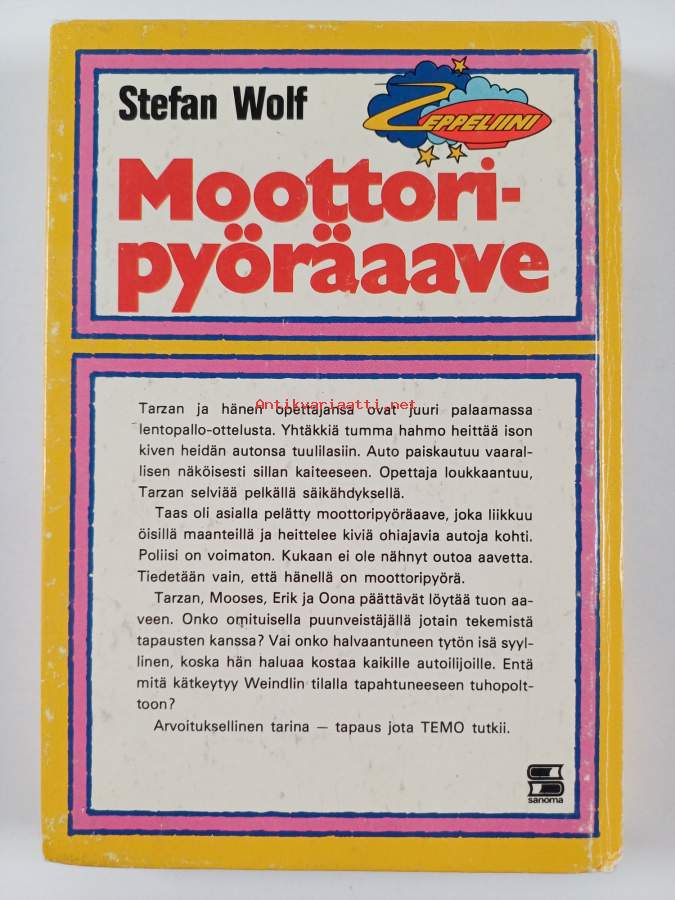 Stefan Wolf
ZEPPELIINI
Moottori-
pyöräaave
Tarzan ja hänen opettajansa ovat juuri palaamassa
Antikvariaatti.net
lentopallo-ottelusta. Yhtäkkiä tumma hahmo heittää ison
kiven heidän autonsa tuulilasiin. Auto paiskautuu vaaral-
lisen näköisesti sillan kaiteeseen. Opettaja loukkaantuu,
Tarzan selviää pelkällä säikähdyksellä.
Taas oli asialla pelätty moottoripyöräaave, joka liikkuu
öisillä maanteillä ja heittelee kiviä ohiajavia autoja kohti.
Poliisi on voimaton. Kukaan ei ole nähnyt outoa aavetta.
Tiedetään vain, että hänellä on moottoripyörä.
Tarzan, Mooses, Erik ja Oona päättävät löytää tuon aa-
veen. Onko omituisella puunveistäjällä jotain tekemistä
tapausten kanssa? Vai onko halvaantuneen tytön isä syyl-
linen, koska hän haluaa kostaa kaikille autoilijoille. Entä
mitä kätkeytyy Weindlin tilalla tapahtuneeseen tuhopolt-
toon?
Arvoituksellinen tarina — tapaus jota TEMO tutkii.
sanoma